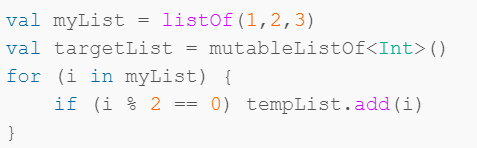 val myList = listOf(1,2,3)
val targetList = mutableListOf<Int>()
for (i in myList) {
    if (i % 2 == 0) tempList.add(i)
}